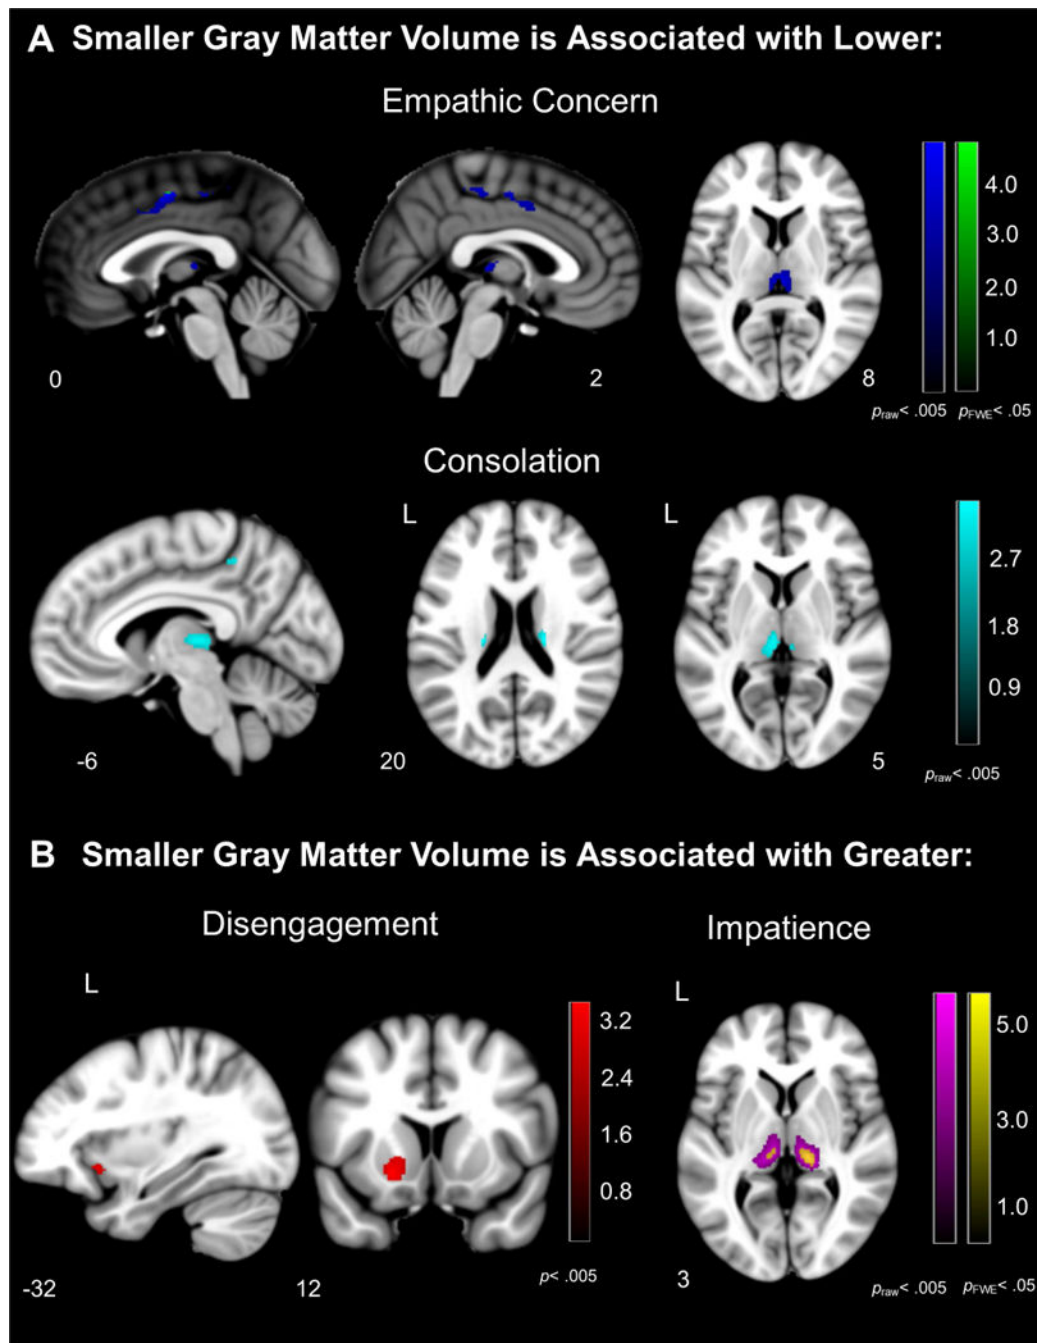 A Smaller Gray Matter Volume is Associated with Lower:
Empathic Concern
4.0
3.0
2.0
1.0
0
2
8
praw< .005 pFWE< .05
Consolation
L
L
2.7
1.8
0.9
-6
20
5
praw< .005
B Smaller Gray Matter Volume is Associated with Greater:
Disengagement
Impatience
L
L
3.2
2.4
1.6
0.8
5.0
3.0
1.0
-32
12
p< .005
3
praw< .005 pFWE< .05